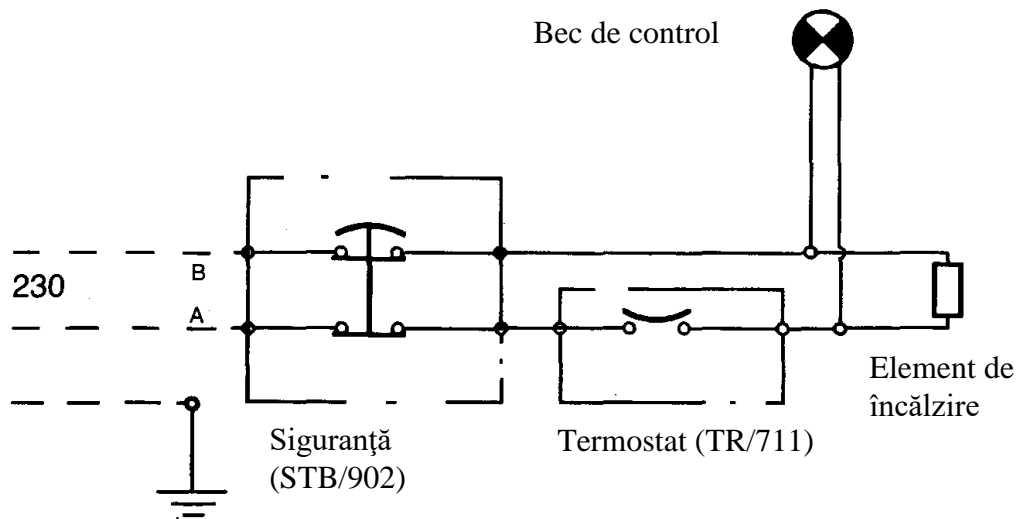 Bec de control
B
230
A
Element de
încălzire
Siguranţă
(STB/902)
Termostat (TR/711)